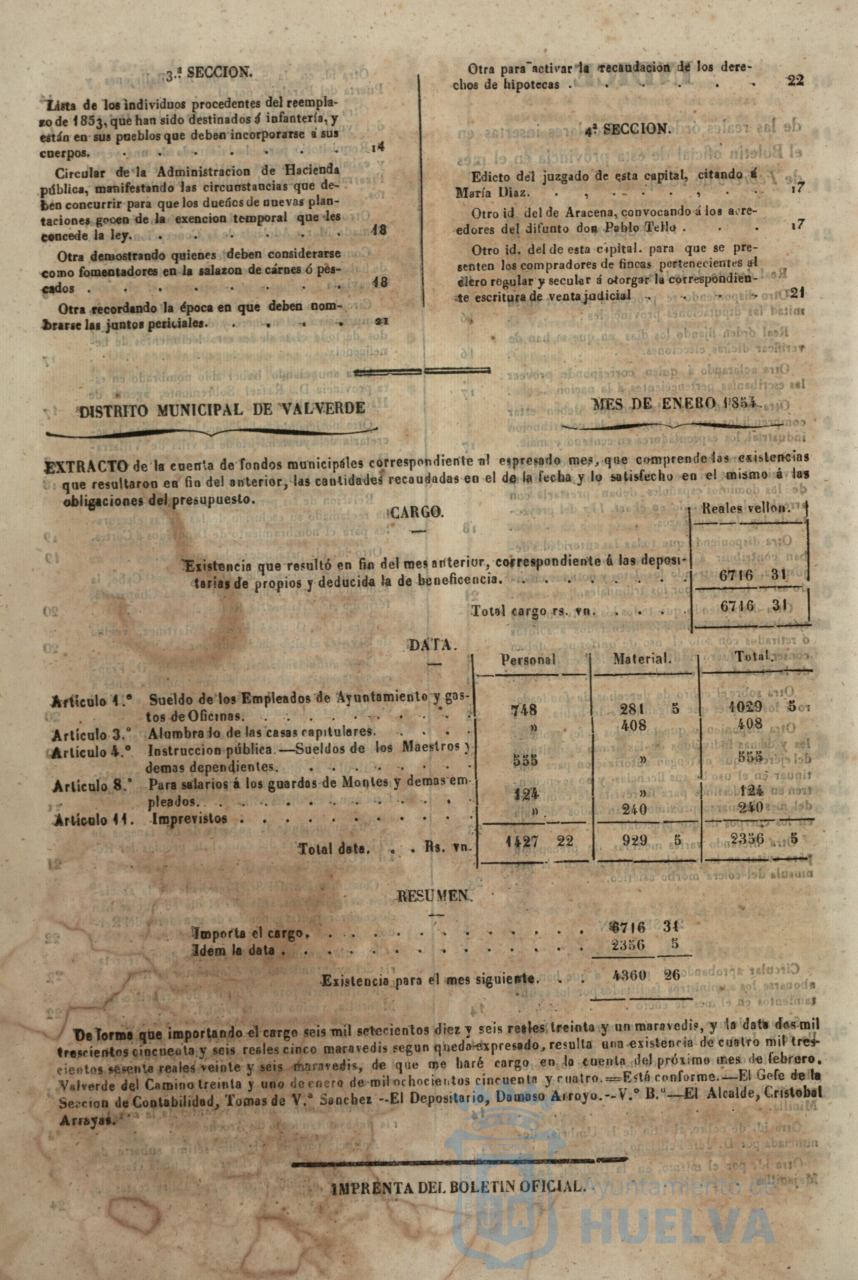 3.ª SECCION.
Lista de los individuos procedentes del reempla-
zo de 1853, que han sido destinados á infantería, y
están en sus pueblos que deben incorporarse a sus
cuerpos. . . . . . . . 14
Circular de la Administracion de Hacienda
pública, manifestando las circunstancias que de-
ben concurrir para que los dueños de nuevas plan-
taciones gocen de la exencion temporal que les
concede la ley. . . . . . . 18
Otra demostrando quienes deben considerarse
como fomentadores en la salazon de cárnes ó pes-
cados . . . . . . . . 18
Otra recordando la época en que deben nom-
brarse las juntos periciales. . . . . 21
Otra para activar la recaudacion de los dere-
chos de hipotecas . . . . . . 22
4ª SECCION.
Edicto del juzgado de esta capital, citando á
María Diaz. . . . . . . . 17
Otro id del de Aracena, convocando á los acre-
edores del difunto don Pablo Tello . . . 17
Otro id. del de esta capital. para que se pre-
senten los compradores de fincas pertenecientes al
clero regular y secular á otorgar la correspondien-
te escritura de venta judicial . . . . 21
DISTRITO MUNICIPAL DE VALVERDE
MES DE ENERO 1854.
EXTRACTO de la cuenta de fondos municipáles correspondiente al espresado mes, que comprende las existencias
que resultaron en fin del anterior, las cantidades recaudadas en el de la fecha y lo satisfecho en el mismo á las
obligaciones del presupuesto.
CARGO.
Reales vellon.
Existencia que resultó en fin del mes anterior, correspondiente á las deposi-
tarias de propios y deducida la de beneficencia. . . . . . . . . 6716 31
Total cargo rs. vn. . . . . 6716 31
DATA.
Personal Material. Total.
Artículo 1.º Sueldo de los Empleados de Ayuntamiento y gas-
tos de Oficinas. . . . . . . . . . 748 281 5 1029 5
Artículo 3.º Alumbrado de las casas capitulares. . . . . » 408 408
Artículo 4.º Instruccion pública.—Sueldos de los Maestros y
demas dependientes. . . . . . . . . 555 » 555
Artículo 8.º Para salarios á los guardas de Montes y demas em-
pleados. . . . . . . . . . . . 124 » 124
Artículo 11. Imprevistos . . . . . . . . . . » 240 240
Total data. . . Rs. vn. 1427 22 929 5 2356 5
RESUMEN.
Importa el cargo. . . . . . . . . . . . 6716 31
Idem la data . . . . . . . . . . . . . 2356 5
Existencia para el mes siguiente. . . 4360 26
De forma que importando el cargo seis mil setecientos diez y seis reales treinta y un maravedis, y la data dos mil
trescientos cincuenta y seis reales cinco maravedis segun queda expresado, resulta una existencia de cuatro mil tres-
cientos sesenta reales veinte y seis maravedis, de que me haré cargo en la cuenta del próximo mes de febrero.
Valverde del Camino treinta y uno de enero de mil ochocientos cincuenta y cuatro.=Está conforme.—El Gefe de la
Seccion de Contabilidad, Tomas de V.ª Sanchez --El Depositario, Damaso Arroyo.--V.º B.º—El Alcalde, Cristobal
Arrayas.
IMPRENTA DEL BOLETIN OFICIAL.
Ayuntamiento de
HUELVA